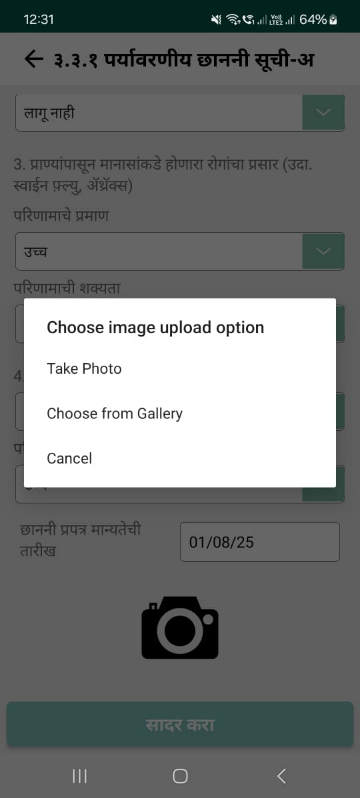 12:31
64%
३.३.१ पर्यावरणीय छाननी सूची-अ
लागू नाही
3. प्राण्यांपासून मानासांकडे होणारा रोगांचा प्रसार (उदा.
स्वाईन फ़्ल्यु, अँथ्रॅक्स)
परिणामाचे प्रमाण
उच्च
परिणामाची शक्यता
Choose image upload option
Take Photo
Choose from Gallery
Cancel
4
छाननी प्रपत्र मान्यतेची
तारीख
01/08/25
सादर करा